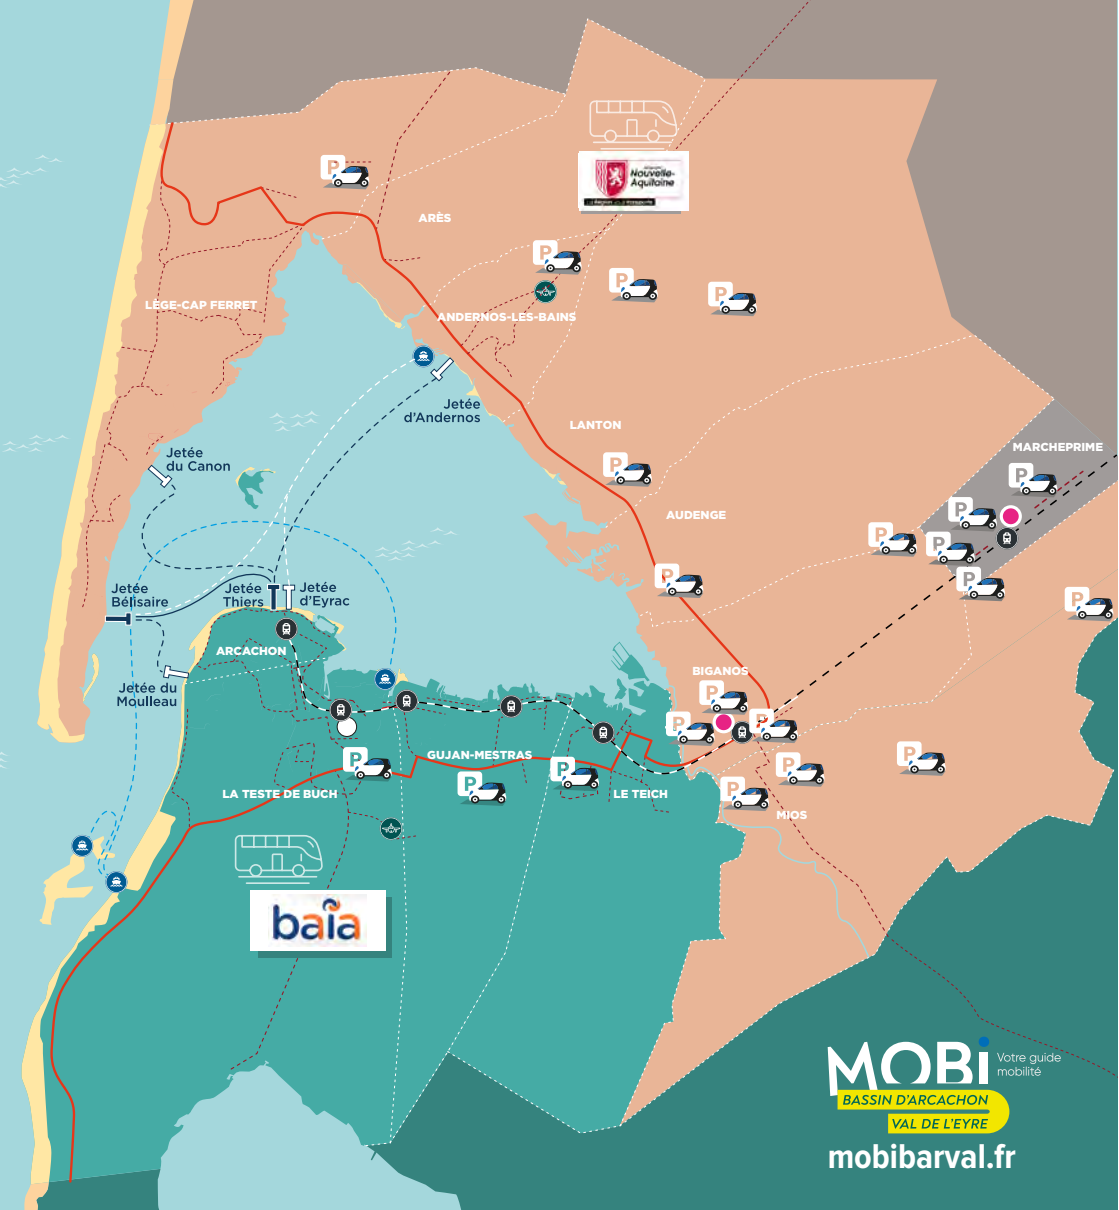 P
Nouvelle-
Aquitaine
ARÈS
P
P
P
LÈGE-CAP FERRET
ANDERNOS-LES-BAINS
Jetée
d'Andernos
LANTON
MARCHEPRIME
Jetée
du Canon
P
P
AUDENGE
P
P
P
P
P
Jetée
Bélisaire
Jetée
Thiers
Jetée
d'Eyrac
P
ARCACHON
BIGANOS
Jetée du
Moulleau
P
P
P
GUJAN-MESTRAS
P
P
P
P
P
P
LA TESTE DE BUCH
LE TEICH
MIOS
baïa
MOBi
Votre guide
mobilité
BASSIN D'ARCACHON
VAL DE L'EYRE
mobibarval.fr